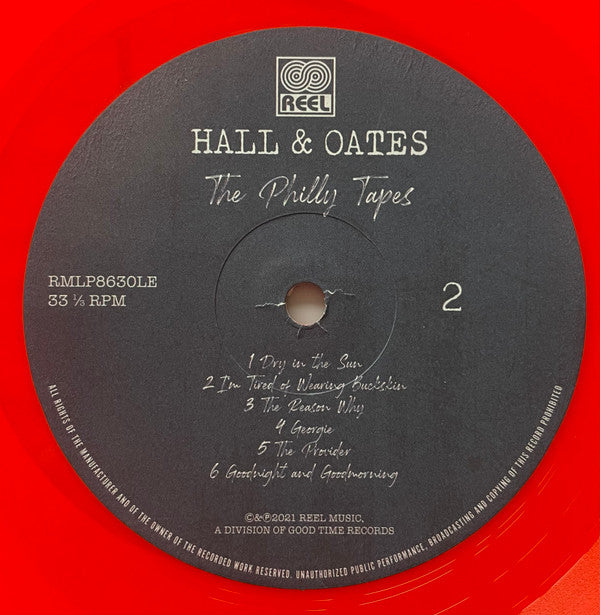 REEL
HALL & OATES
The Philly Tapes
RMLP8630LE
33 ⅓ RPM
2
1 Dry in the Sun
2 I'm Tired of Wearing Buckskin
3 The Reason Why
4 Georgie
5 The Provider
6 Goodnight and Goodmorning
©&℗2021 REEL MUSIC,
A DIVISION OF GOOD TIME RECORDS
ALL RIGHTS OF THE MANUFACTURER AND OF THE OWNER OF THE RECORDED WORK RESERVED. UNAUTHORIZED PUBLIC PERFORMANCE, BROADCASTING AND COPYING OF THIS RECORD PROHIBITED